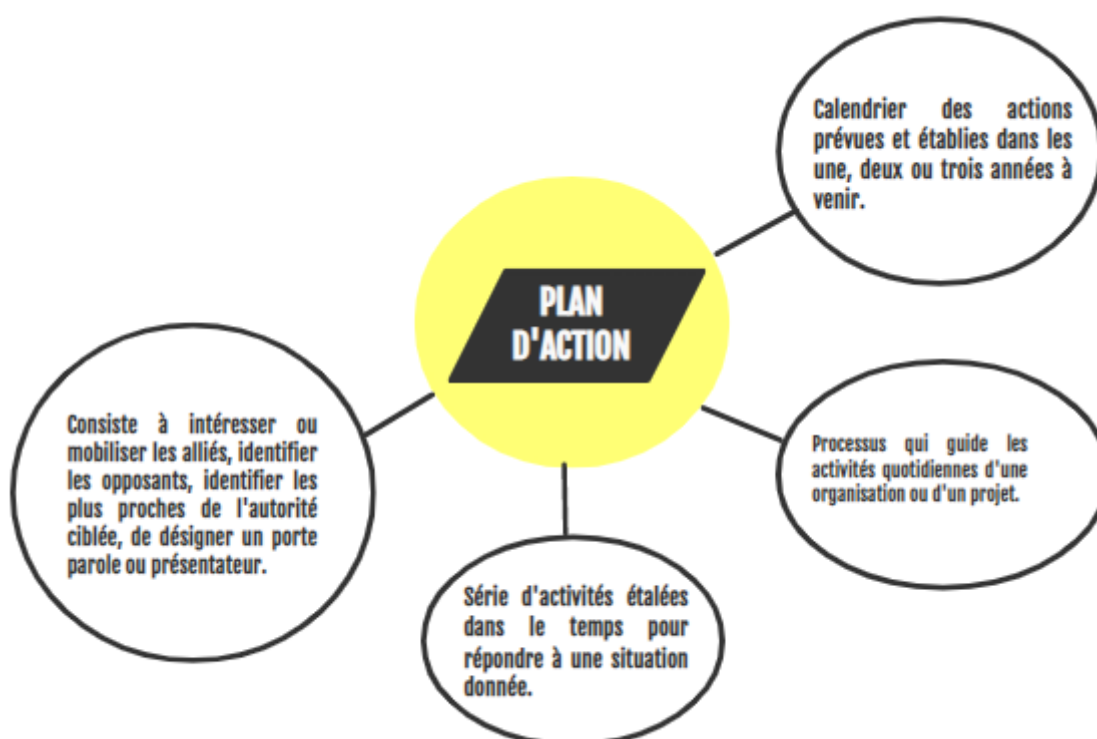 PLAN
D'ACTION
Calendrier des actions
prévues et établies dans les
une, deux ou trois années à
venir.
Processus qui guide les
activités quotidiennes d'une
organisation ou d'un projet.
Série d'activités étalées
dans le temps pour
répondre à une situation
donnée.
Consiste à intéresser ou
mobiliser les alliés, identifier
les opposants, identifier les
plus proches de l'autorité
ciblée, de désigner un porte
parole ou présentateur.